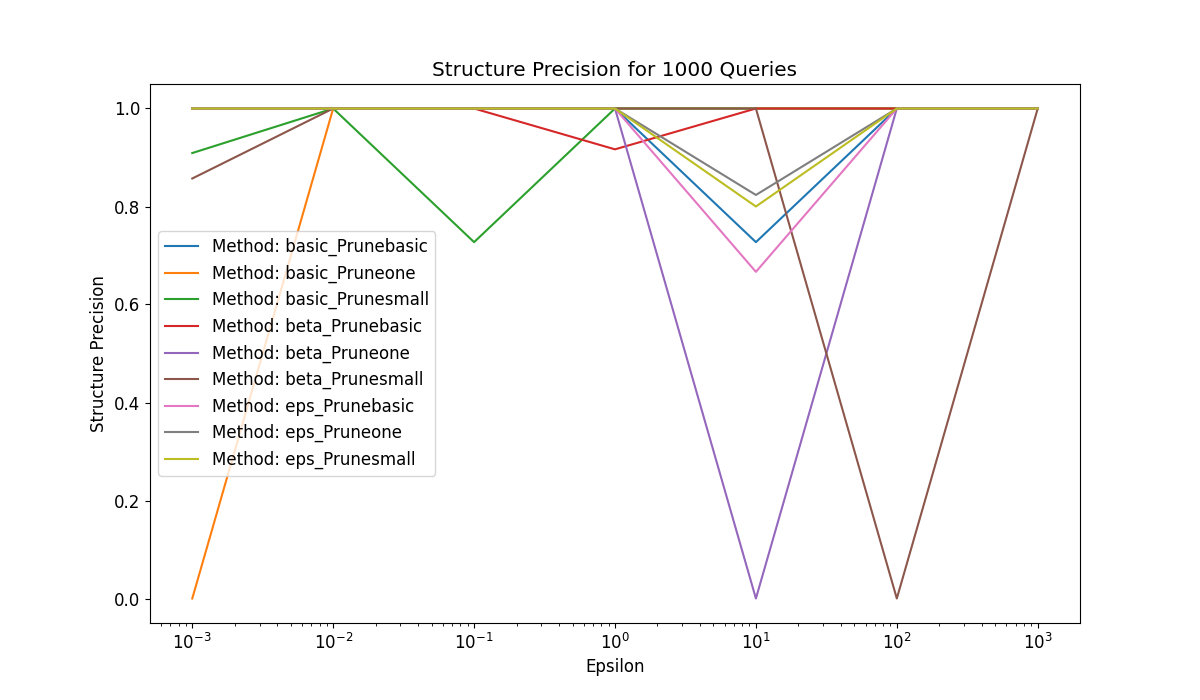 Structure Precision for 1000 Queries
Structure Precision
1.0
0.8
0.6
0.4
0.2
0.0
Method: basic_Prunebasic
Method: basic_Pruneone
Method: basic_Prunesmall
Method: beta_Prunebasic
Method: beta_Pruneone
Method: beta_Prunesmall
Method: eps_Prunebasic
Method: eps_Pruneone
Method: eps_Prunesmall
10⁻³ 10⁻² 10⁻¹ 10⁰ 10¹ 10² 10³
Epsilon